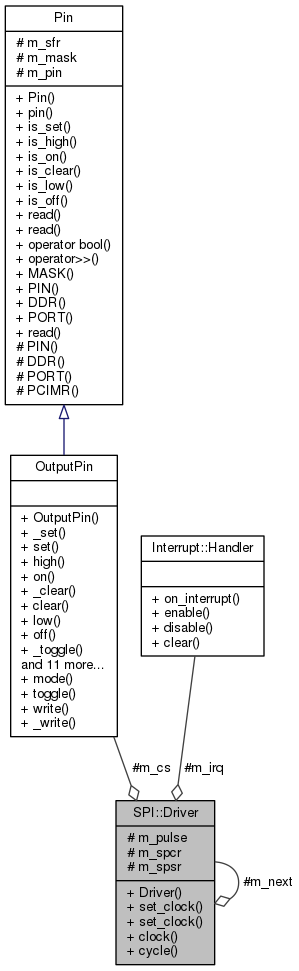 Pin
# m_sfr
# m_mask
# m_pin
+ Pin()
+ pin()
+ is_set()
+ is_high()
+ is_on()
+ is_clear()
+ is_low()
+ is_off()
+ read()
+ read()
+ operator bool()
+ operator>>()
+ MASK()
+ PIN()
+ DDR()
+ PORT()
+ read()
# PIN()
# DDR()
# PORT()
# PCIMR()
OutputPin
+ OutputPin()
+ _set()
+ set()
+ high()
+ on()
+ _clear()
+ clear()
+ low()
+ off()
+ _toggle()
and 11 more...
+ mode()
+ toggle()
+ write()
+ _write()
Interrupt::Handler
+ on_interrupt()
+ enable()
+ disable()
+ clear()
#m_cs
#m_irq
SPI::Driver
# m_pulse
# m_spcr
# m_spsr
+ Driver()
+ set_clock()
+ set_clock()
+ clock()
+ cycle()
#m_next